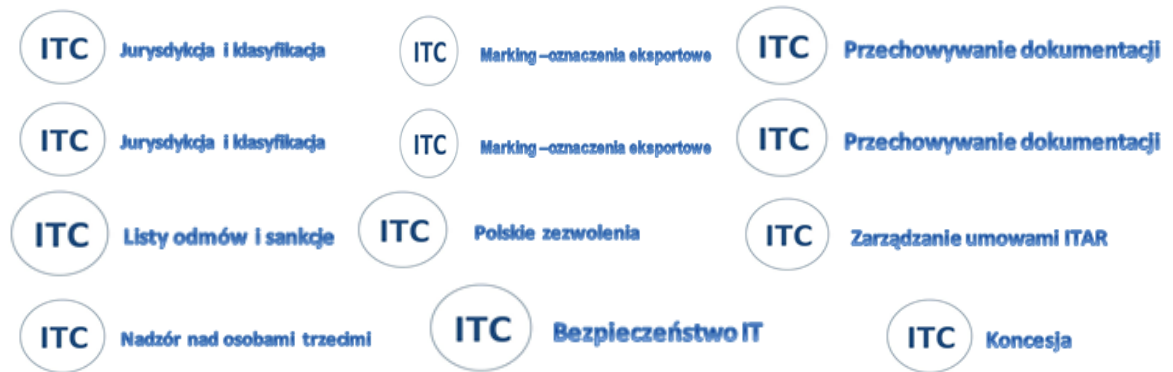 ITC Jurysdykcja i klasyfikacja ITC Marking –oznaczenia eksportowe ITC Przechowywanie dokumentacji
ITC Jurysdykcja i klasyfikacja ITC Marking –oznaczenia eksportowe ITC Przechowywanie dokumentacji
ITC Listy odmów i sankcje ITC Polskie zezwolenia ITC Zarządzanie umowami ITAR
ITC Nadzór nad osobami trzecimi ITC Bezpieczeństwo IT ITC Koncesja